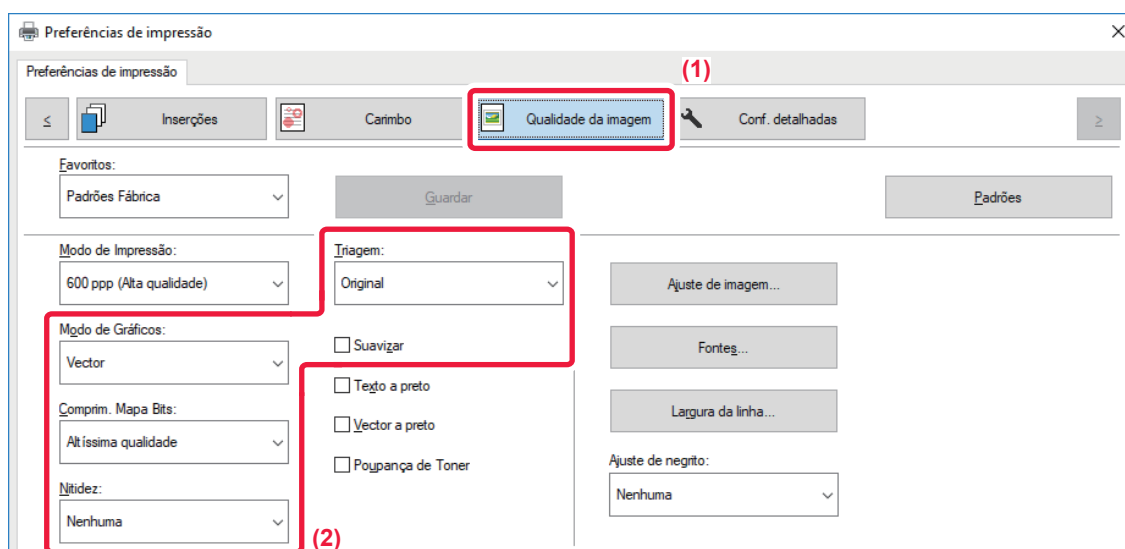 Preferências de impressão
Preferências de impressão
(1)
<
Inserções
Carimbo
Qualidade da imagem
Conf. detalhadas
>
Favoritos:
Padrões Fábrica
Guardar
Padrões
Modo de Impressão:
600 ppp (Alta qualidade)
Triagem:
Original
Ajuste de imagem...
Modo de Gráficos:
Vector
Suavizar
Fontes...
Texto a preto
Comprim. Mapa Bits:
Altíssima qualidade
Vector a preto
Largura da linha...
Poupança de Toner
Ajuste de negrito:
Nenhuma
Nitidez:
Nenhuma
(2)